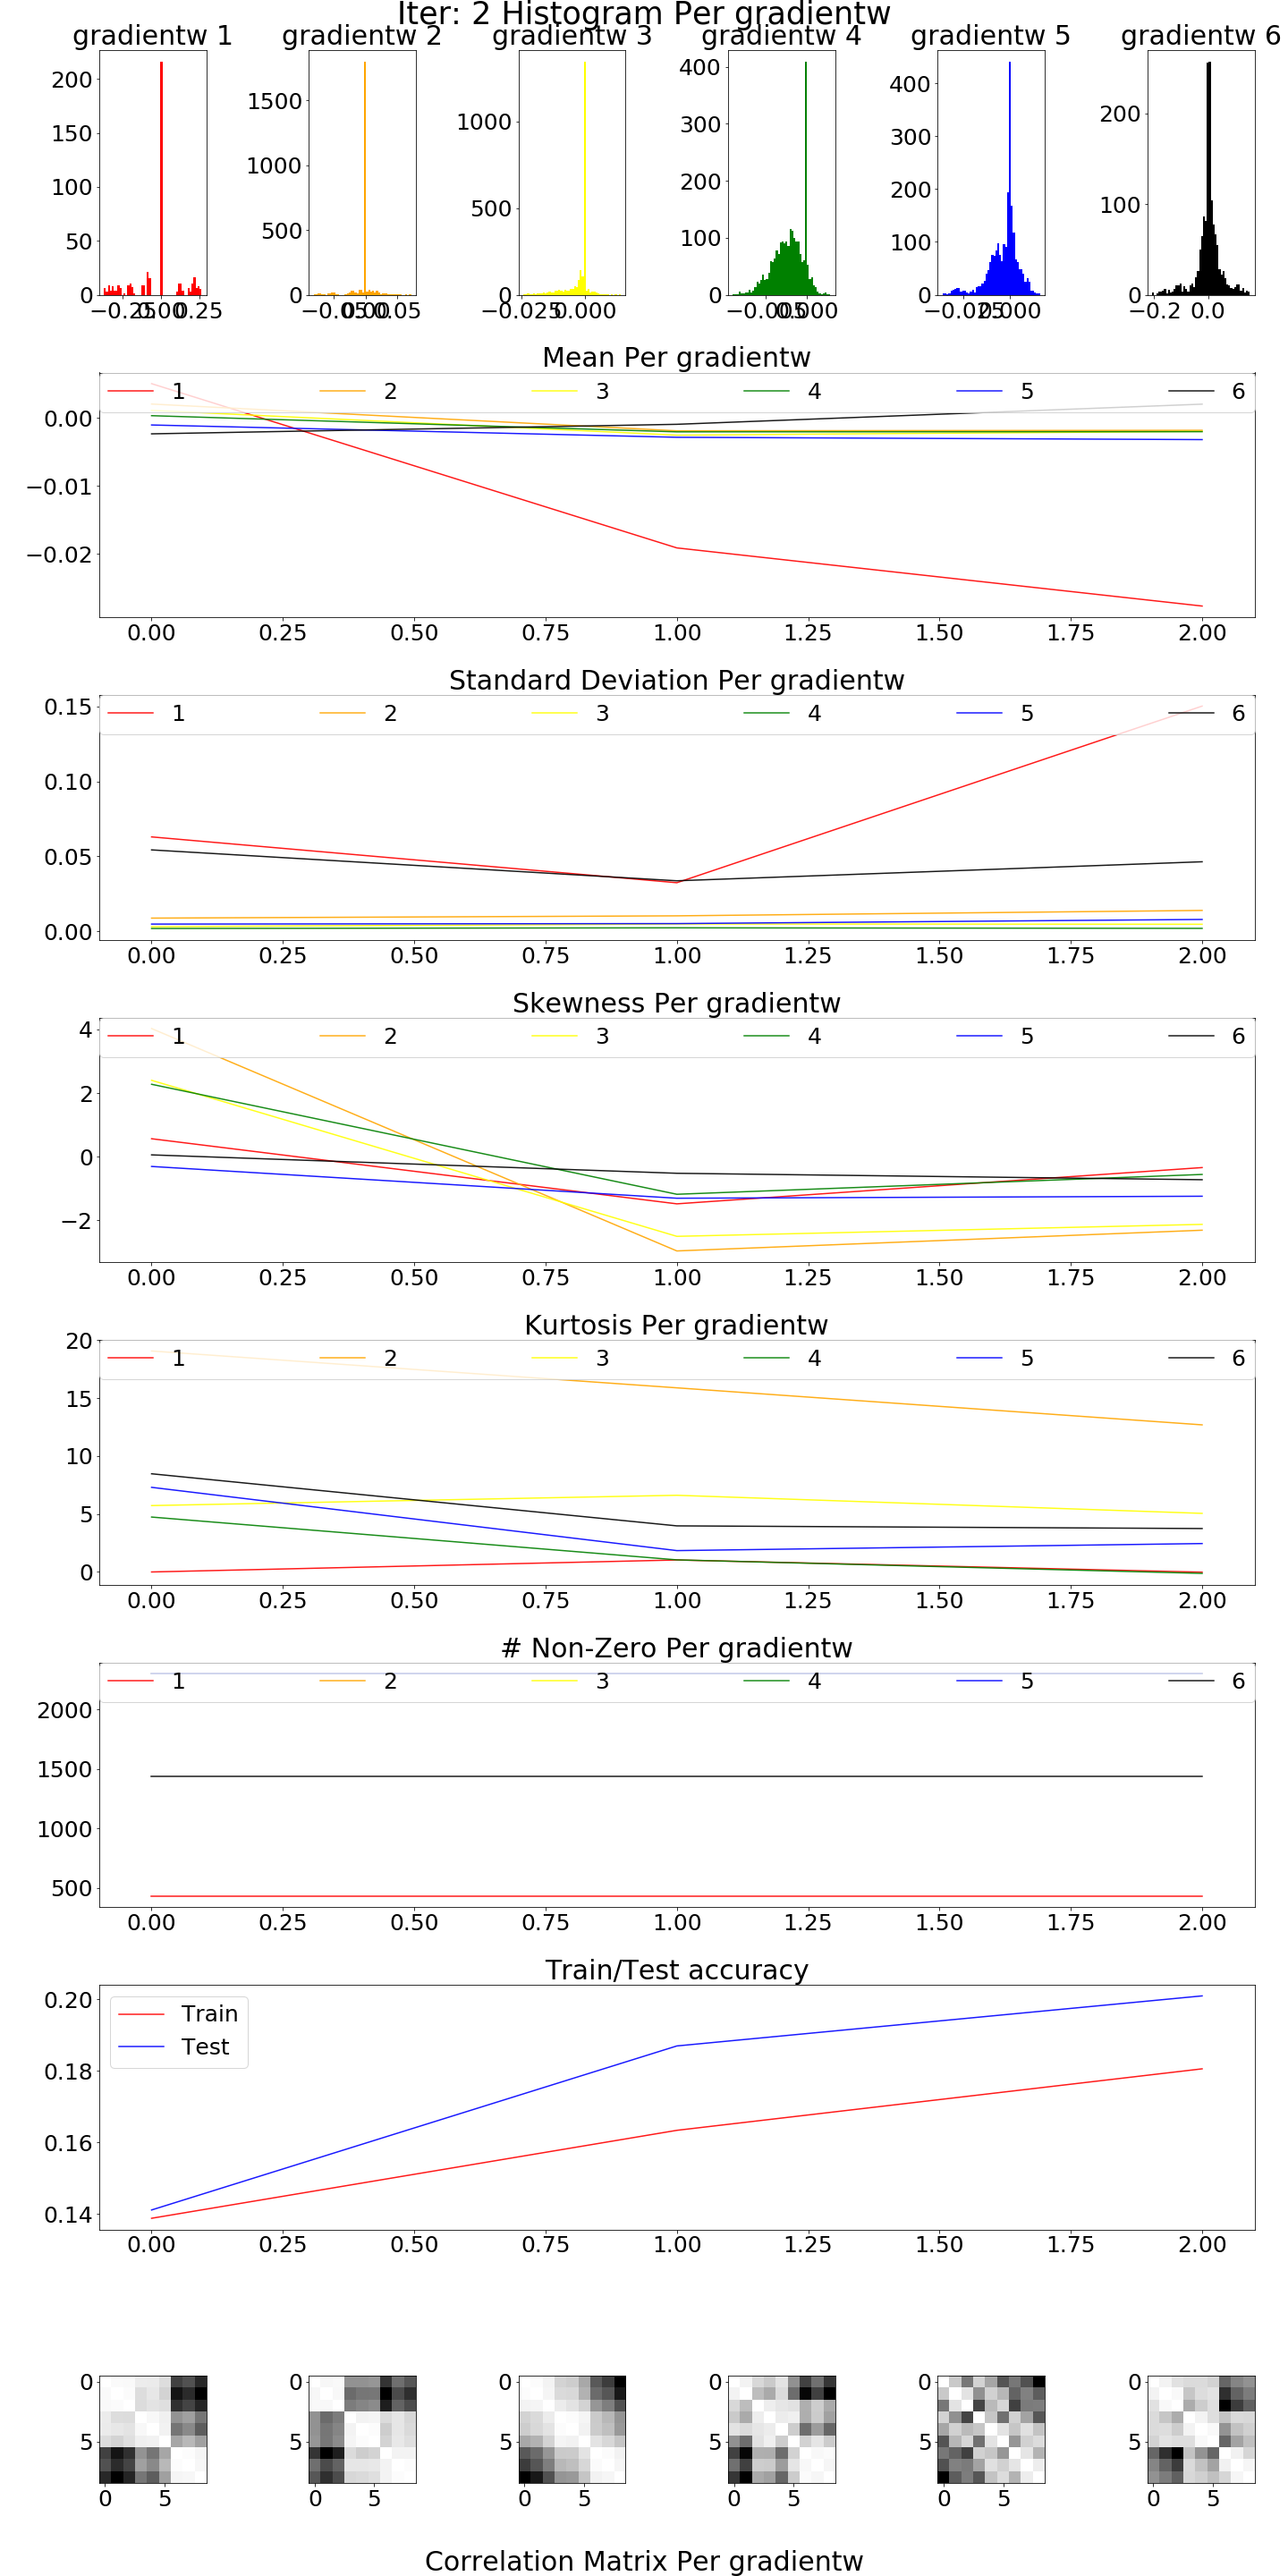 Iter: 2 Histogram Per gradientw
gradientw 1 gradientw 2 gradientw 3 gradientw 4 gradientw 5 gradientw 6
200
150
100
50
0
1500
1000
500
0
1000
500
0
400
300
200
100
0
400
300
200
100
0
200
100
0
−0.25 0.00 0.25 −0.05 0.00 0.05 −0.025 0.000 −0.005 0.000 −0.025 0.000 −0.2 0.0
Mean Per gradientw
1 2 3 4 5 6
0.00
−0.01
−0.02
0.00 0.25 0.50 0.75 1.00 1.25 1.50 1.75 2.00
Standard Deviation Per gradientw
0.15
1 2 3 4 5 6
0.10
0.05
0.00
0.00 0.25 0.50 0.75 1.00 1.25 1.50 1.75 2.00
Skewness Per gradientw
4
1 2 3 4 5 6
2
0
−2
0.00 0.25 0.50 0.75 1.00 1.25 1.50 1.75 2.00
Kurtosis Per gradientw
20
1 2 3 4 5 6
15
10
5
0
0.00 0.25 0.50 0.75 1.00 1.25 1.50 1.75 2.00
# Non-Zero Per gradientw
1 2 3 4 5 6
2000
1500
1000
500
0.00 0.25 0.50 0.75 1.00 1.25 1.50 1.75 2.00
Train/Test accuracy
0.20
Train
Test
0.18
0.16
0.14
0.00 0.25 0.50 0.75 1.00 1.25 1.50 1.75 2.00
0 0 0 0 0 0
5 5 5 5 5 5
0 5 0 5 0 5 0 5 0 5 0 5
Correlation Matrix Per gradientw